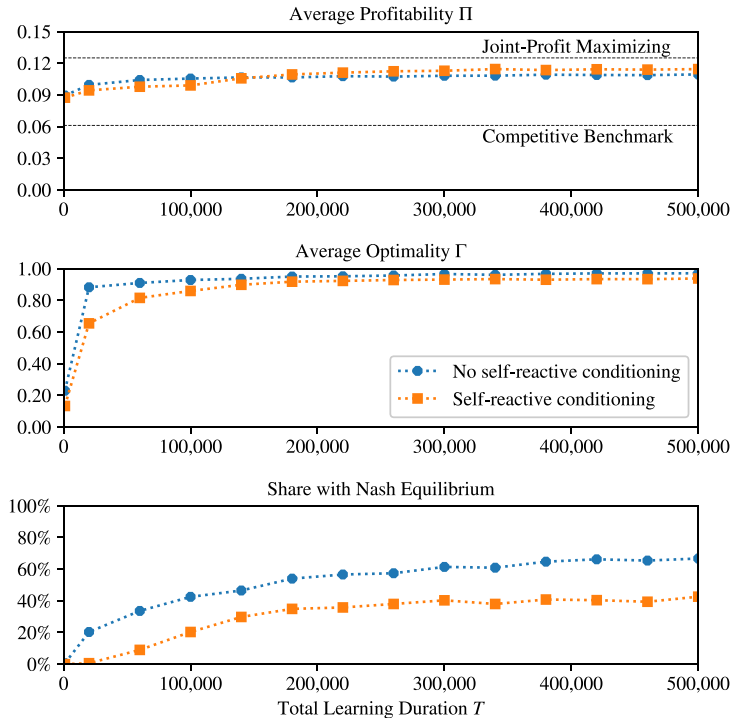 Average Profitability Π
0.15
0.12
0.09
0.06
0.03
0.00
Joint-Profit Maximizing
Competitive Benchmark
0 100,000 200,000 300,000 400,000 500,000
Average Optimality Γ
1.00
0.80
0.60
0.40
0.20
0.00
No self-reactive conditioning
Self-reactive conditioning
0 100,000 200,000 300,000 400,000 500,000
Share with Nash Equilibrium
100%
80%
60%
40%
20%
0%
0 100,000 200,000 300,000 400,000 500,000
Total Learning Duration T